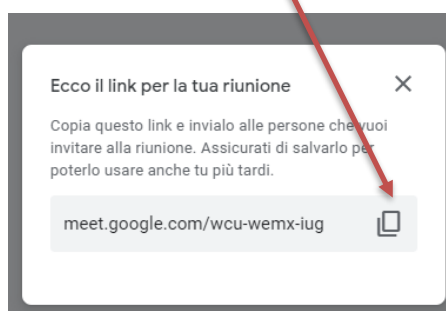 Ecco il link per la tua riunione
Copia questo link e invialo alle persone che vuoi
invitare alla riunione. Assicurati di salvarlo per
poterlo usare anche tu più tardi.
meet.google.com/wcu-wemx-iug